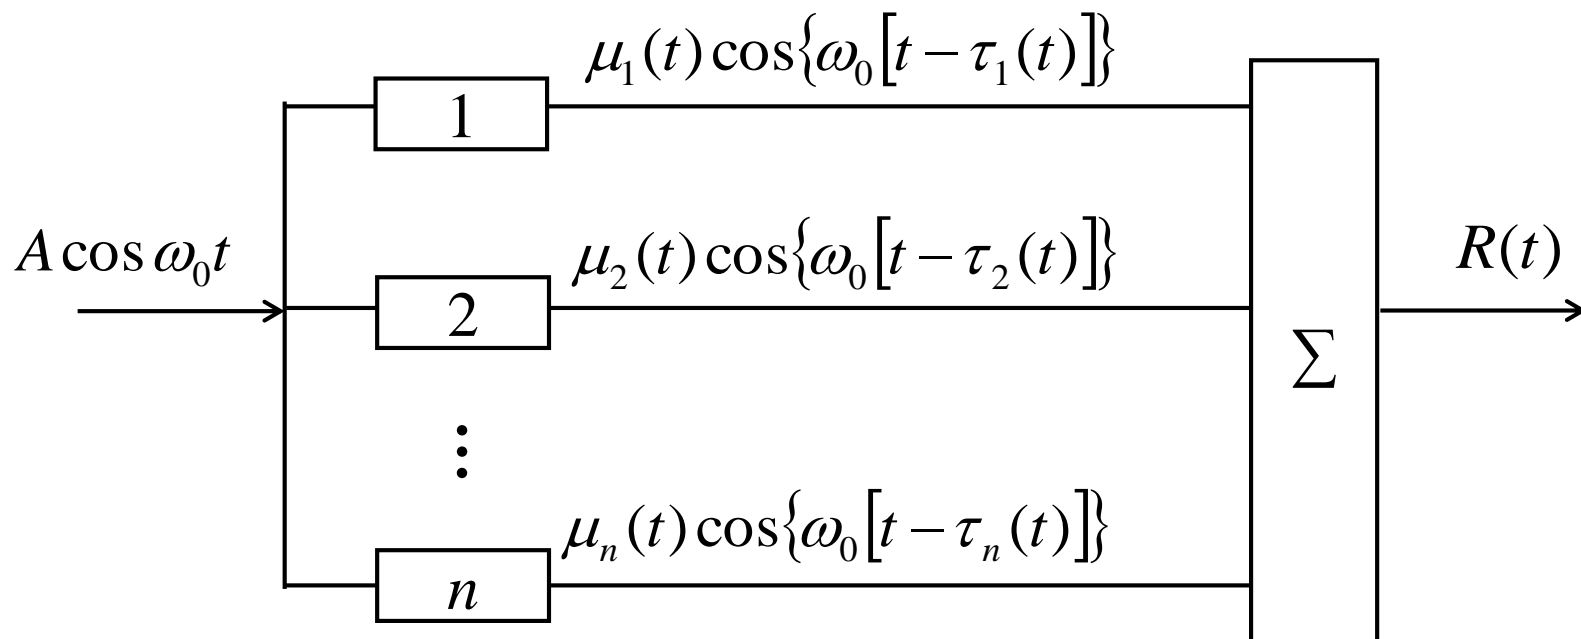 μ₁(t)cos{ω₀[t−τ₁(t)]}
1
A cos ω₀t
μ₂(t)cos{ω₀[t−τ₂(t)]}
R(t)
2
∑
⋮
μₙ(t)cos{ω₀[t−τₙ(t)]}
n